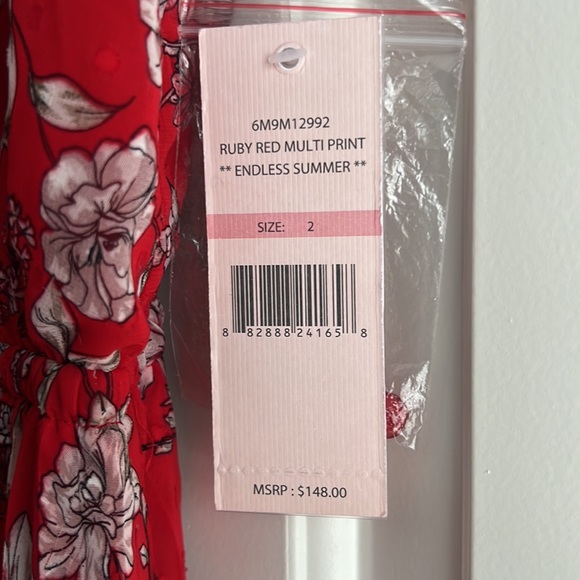 6M9M12992
RUBY RED MULTI PRINT
** ENDLESS SUMMER **
SIZE: 2
8 82888 24165 8
MSRP : $148.00